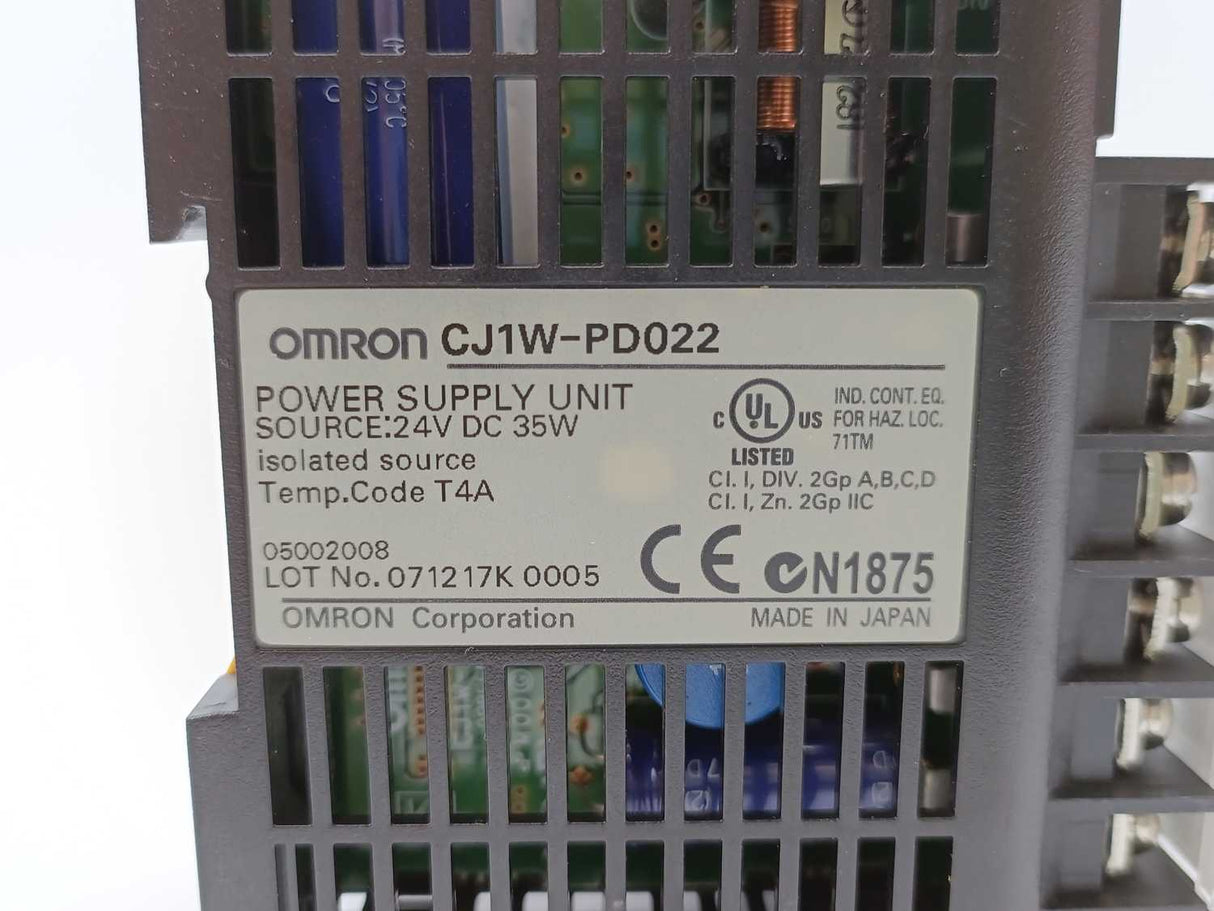 OMRON CJ1W-PD022
POWER SUPPLY UNIT
SOURCE:24V DC 35W
isolated source
Temp.Code T4A
C UL US
LISTED
IND. CONT. EQ.
FOR HAZ. LOC.
71TM
Cl. I, DIV. 2Gp A,B,C,D
Cl. I, Zn. 2Gp IIC
05002008
LOT No. 071217K 0005
CE N1875
OMRON Corporation
MADE IN JAPAN